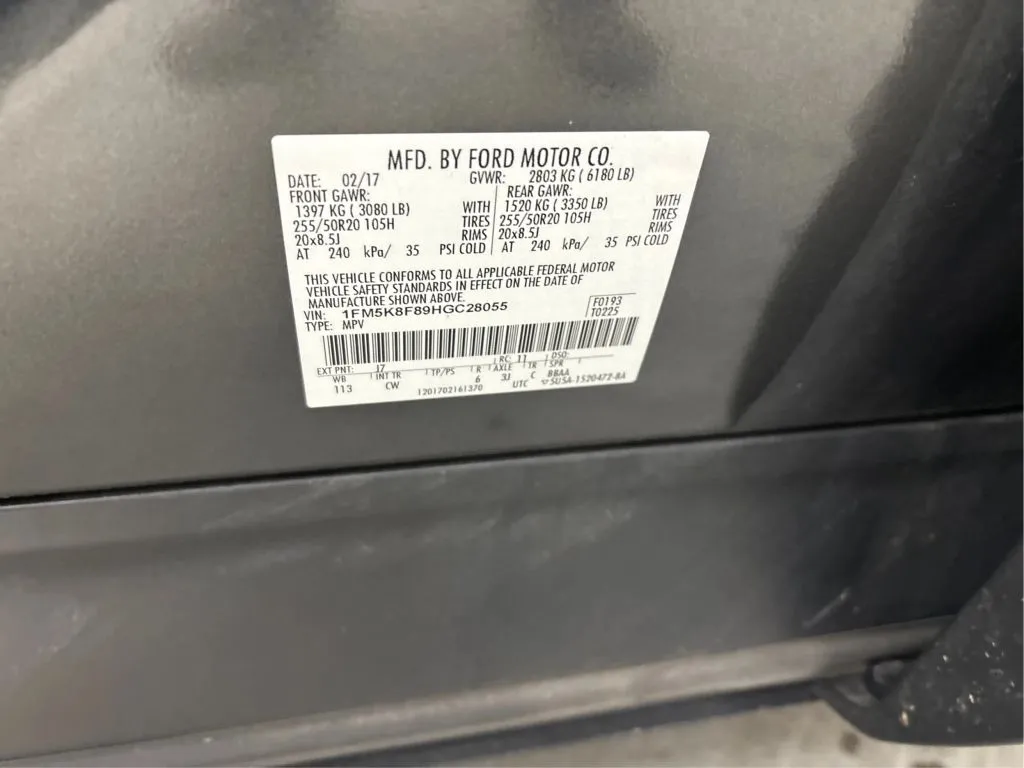 MFD. BY FORD MOTOR CO.
DATE: 02/17 GVWR: 2803 KG ( 6180 LB)
FRONT GAWR: REAR GAWR:
1397 KG ( 3080 LB) WITH 1520 KG ( 3350 LB) WITH
255/50R20 105H TIRES 255/50R20 105H TIRES
20x8.5J RIMS 20x8.5J RIMS
AT 240 kPa/ 35 PSI COLD AT 240 kPa/ 35 PSI COLD
THIS VEHICLE CONFORMS TO ALL APPLICABLE FEDERAL MOTOR
VEHICLE SAFETY STANDARDS IN EFFECT ON THE DATE OF
MANUFACTURE SHOWN ABOVE.
VIN: 1FM5K8F89HGC28055 F0193
TYPE: MPV T0225
EXT PNT: J7 RC: 11 DSO:
WB INT TR TP/PS R AXLE TR SPR
113 CW 6 3J C BBAA
1201702161370 UTC 5U5A-1520472-BA